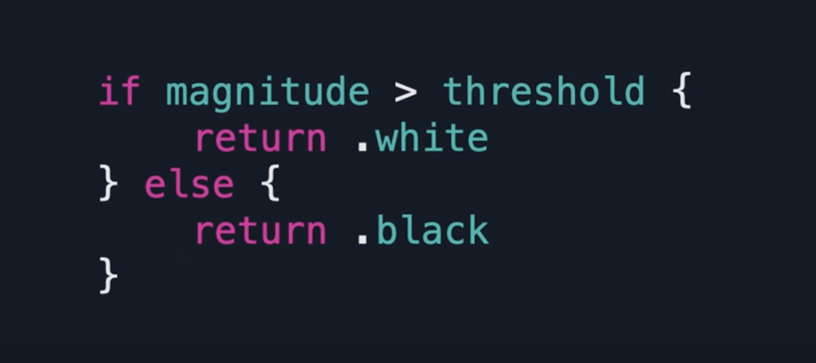 if magnitude > threshold {
    return .white
} else {
    return .black
}